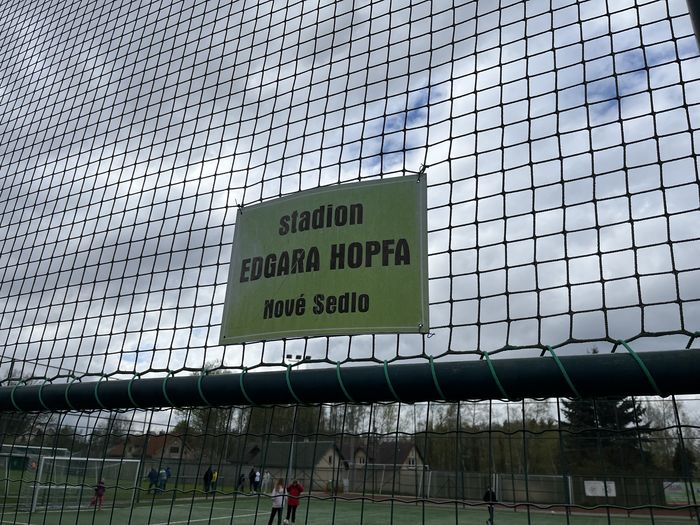 stadion
EDGARA HOPFA
Nové Sedlo